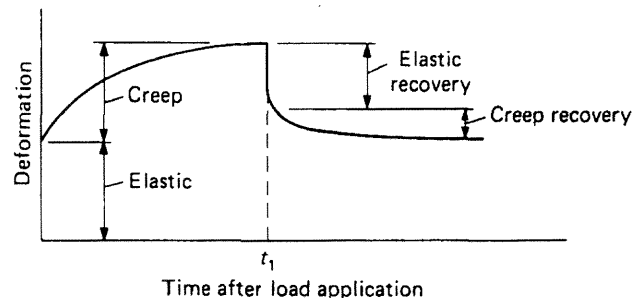 Deformation
Creep
Elastic
Elastic
recovery
Creep recovery
t1
Time after load application